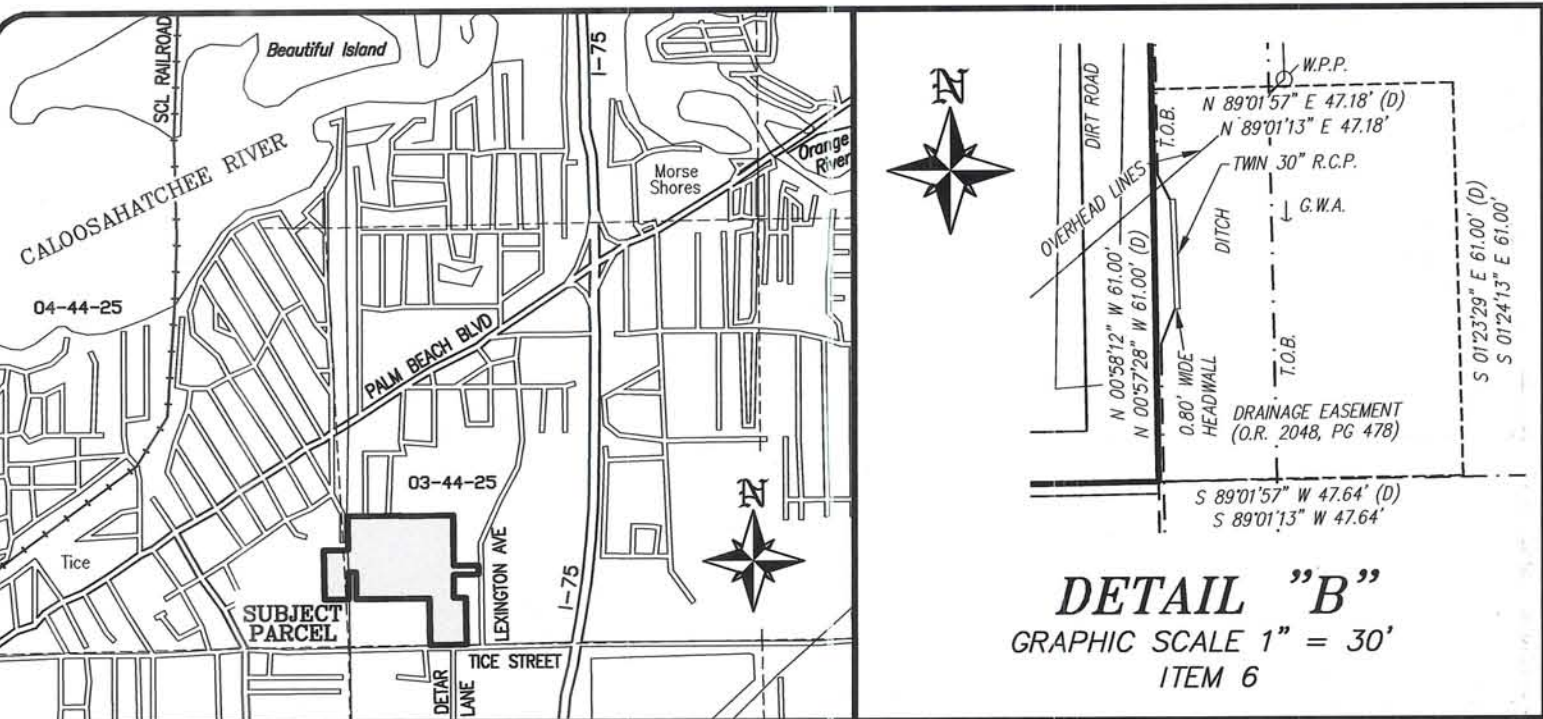 SCL RAILROAD
Beautiful Island
I-75
CALOOSAHATCHEE RIVER
Morse
Shores
Orange
River
04-44-25
PALM BEACH BLVD
03-44-25
N
Tice
SUBJECT
PARCEL
LEXINGTON AVE
I-75
TICE STREET
DETAR
LANE
N
DIRT ROAD
W.P.P.
T.O.B.
N 89°01'57" E 47.18' (D)
N 89°01'13" E 47.18'
OVERHEAD LINES
TWIN 30" R.C.P.
G.W.A.
DITCH
N 00°58'12" W 61.00'
N 00°57'28" W 61.00' (D)
0.80' WIDE
HEADWALL
T.O.B.
S 01°23'29" E 61.00' (D)
S 01°24'13" E 61.00'
DRAINAGE EASEMENT
(O.R. 2048, PG 478)
S 89°01'57" W 47.64' (D)
S 89°01'13" W 47.64'
DETAIL "B"
GRAPHIC SCALE 1" = 30'
ITEM 6